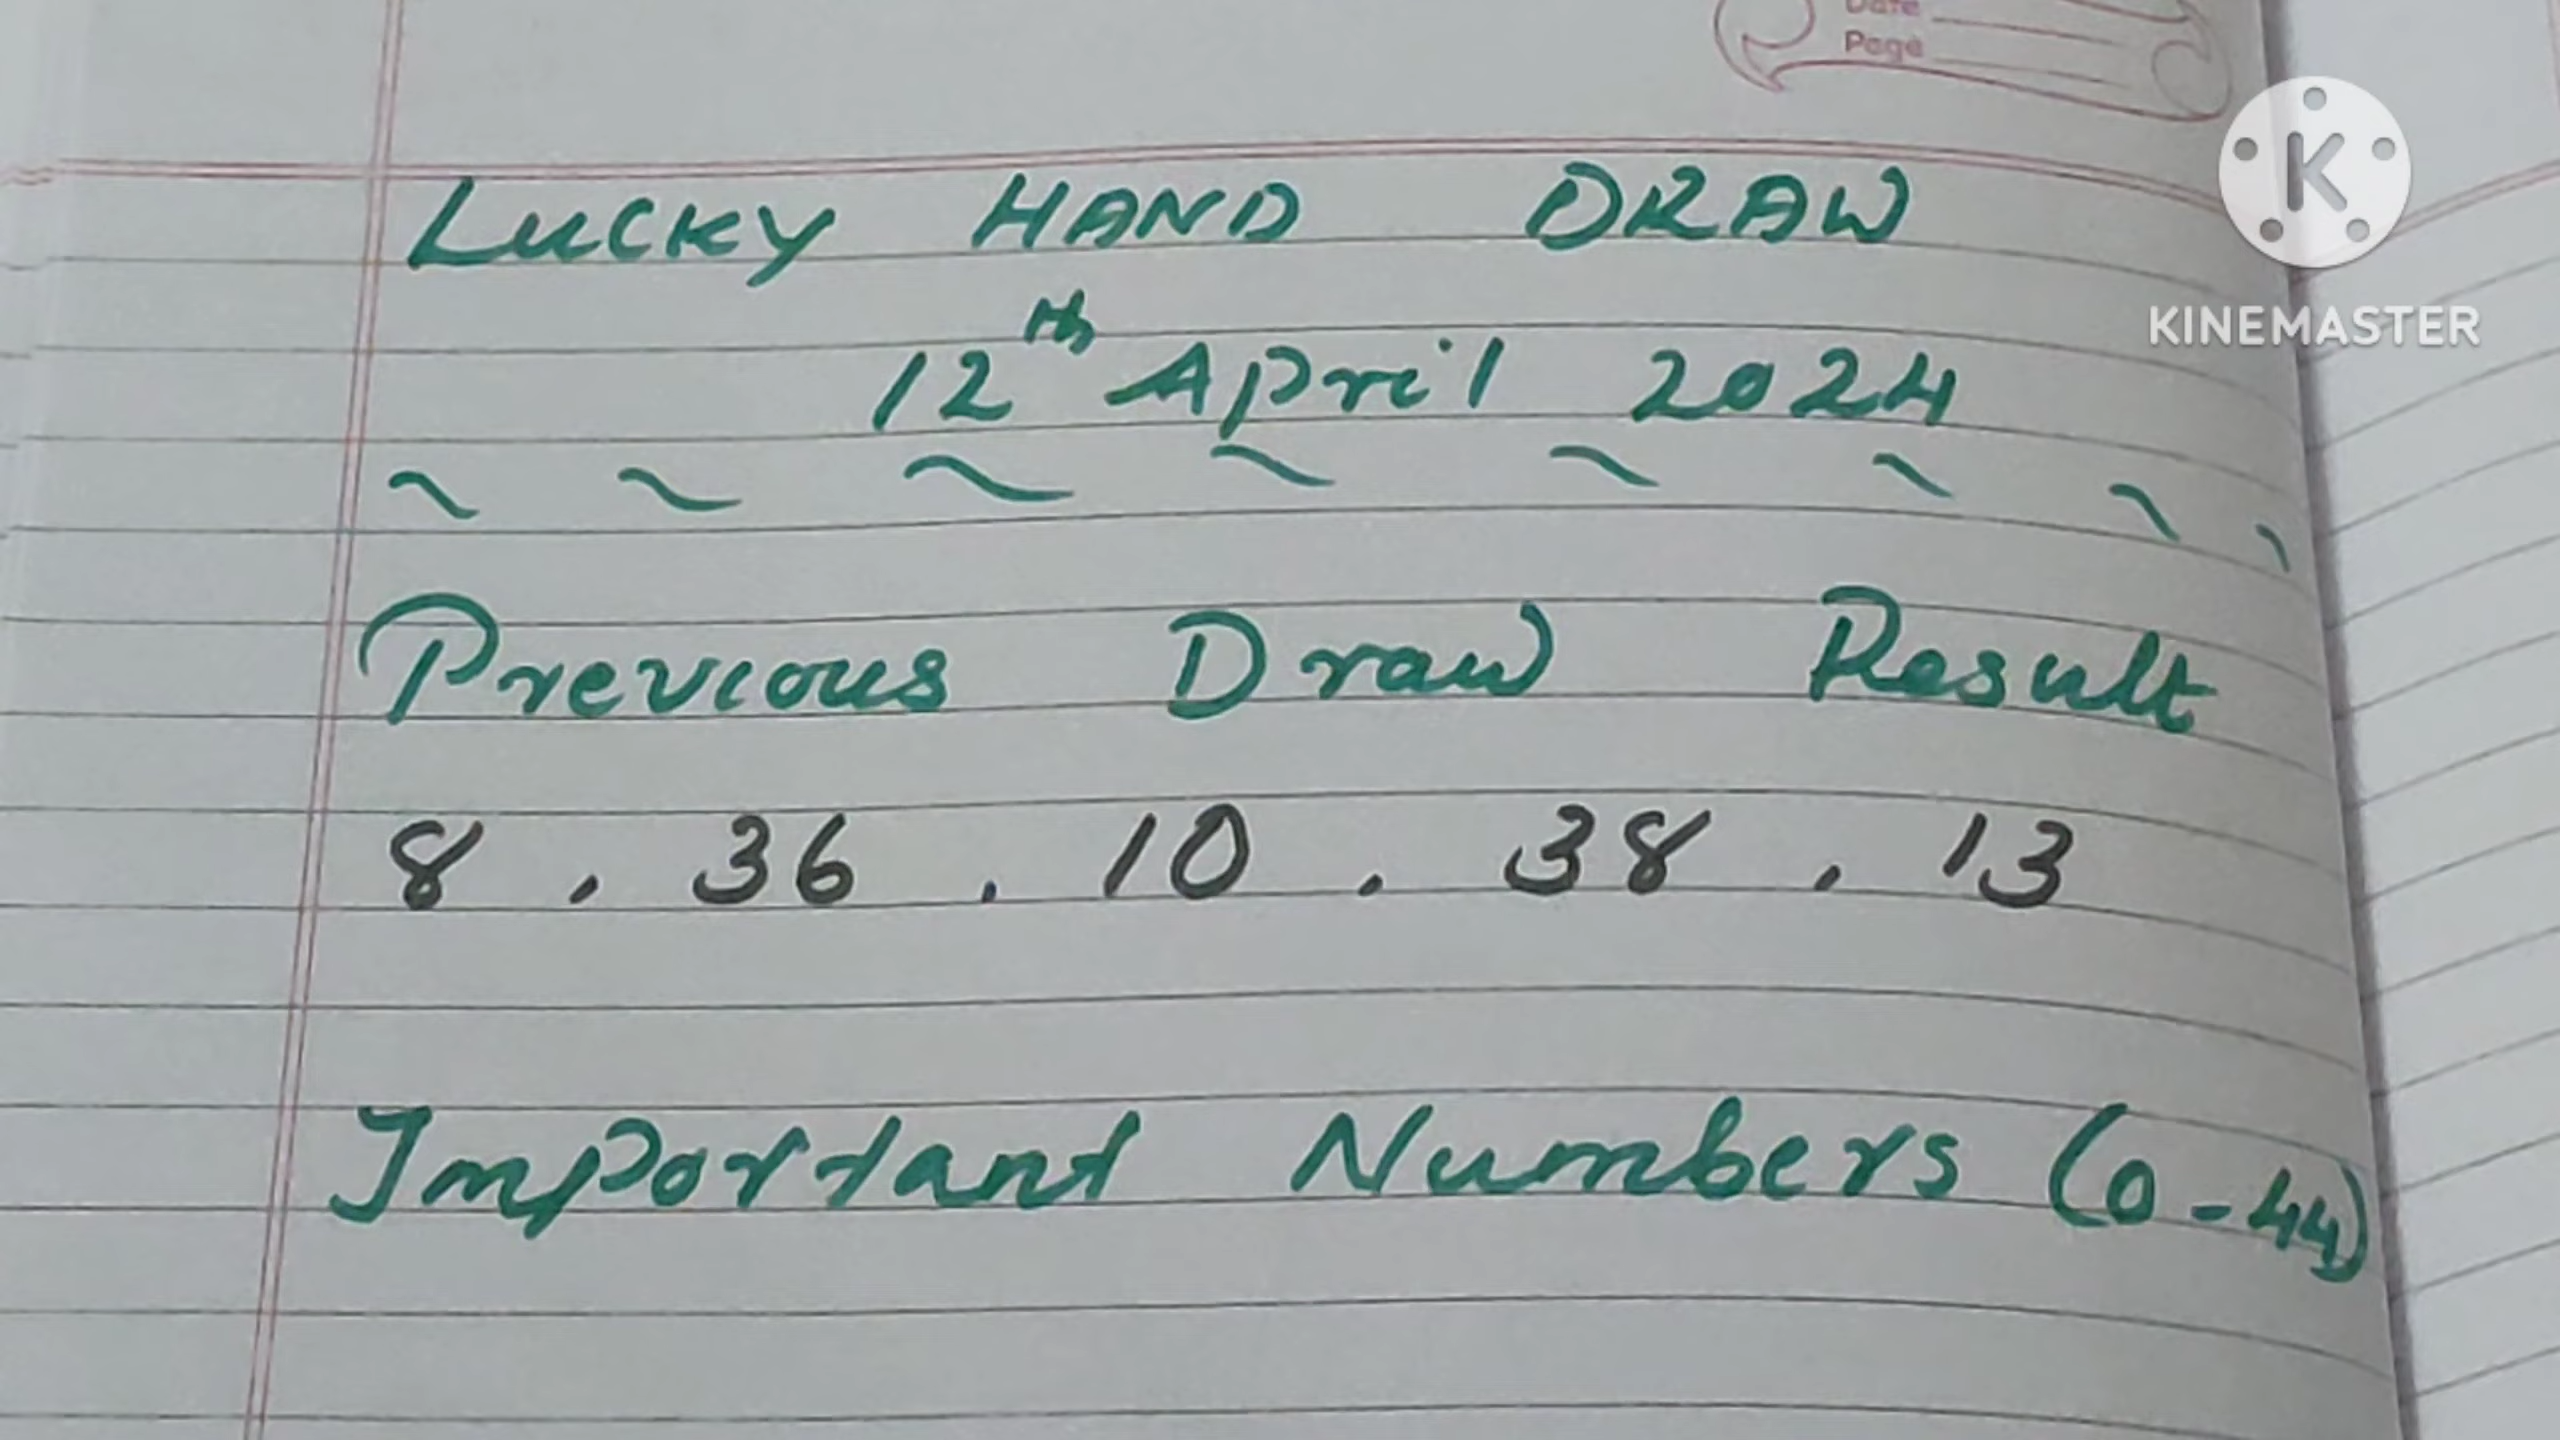 Date
Page
KINEMASTER
LUCKY HAND DRAW
12th April 2024
Previous Draw Result
8 , 36 , 10 , 38 , 13
Important Numbers (0-44)